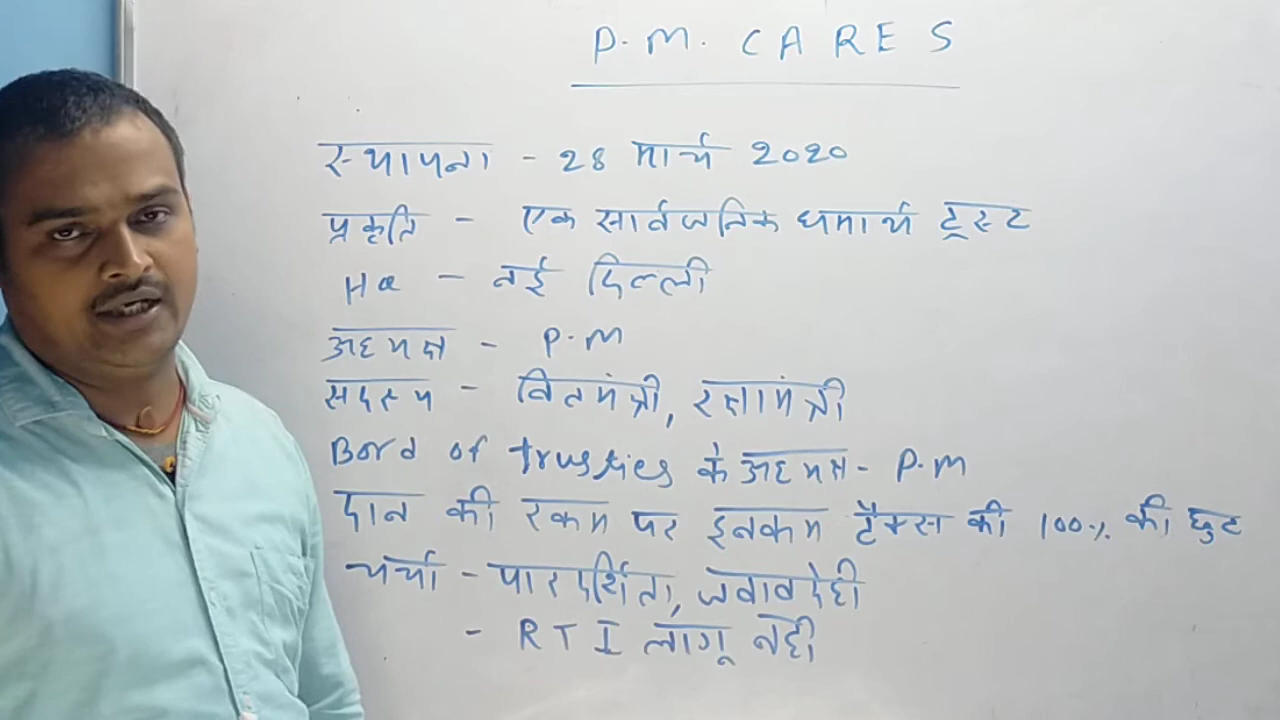 P.M. CARES
स्थापना - 28 मार्च 2020
प्रकृति - एक सार्वजनिक धमार्थ ट्रस्ट
HQ - नई दिल्ली
अध्यक्ष - P.M
सदस्य - वितमंत्री, रक्षामंत्री
Bord of trusties के अध्यक्ष - P.M
दान की रकम पर इनकम टैक्स की 100% की छुट
चर्चा - पारदर्शिता, जवाबदेही
- RTI लागू नही